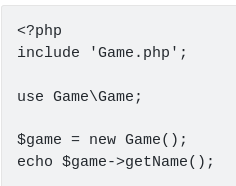 <?php
include 'Game.php';
use Game\Game;
$game = new Game();
echo $game->getName();